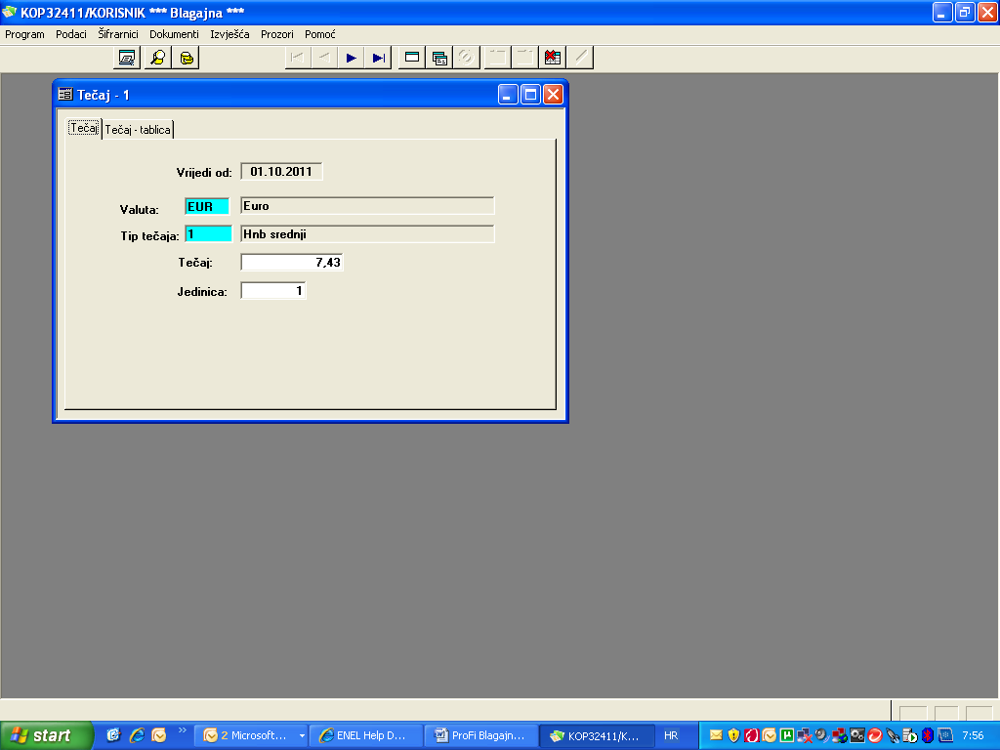 KOP32411/KORISNIK *** Blagajna ***
Program Podaci Šifrarnici Dokumenti Izvješća Prozori Pomoć
Tečaj - 1
Tečaj Tečaj - tablica
Vrijedi od: 01.10.2011
Valuta: EUR Euro
Tip tečaja: 1 Hnb srednji
Tečaj: 7,43
Jedinica: 1
start 2 Microsoft... ENEL Help D... ProFi Blagajn... KOP32411/K... HR 7:56